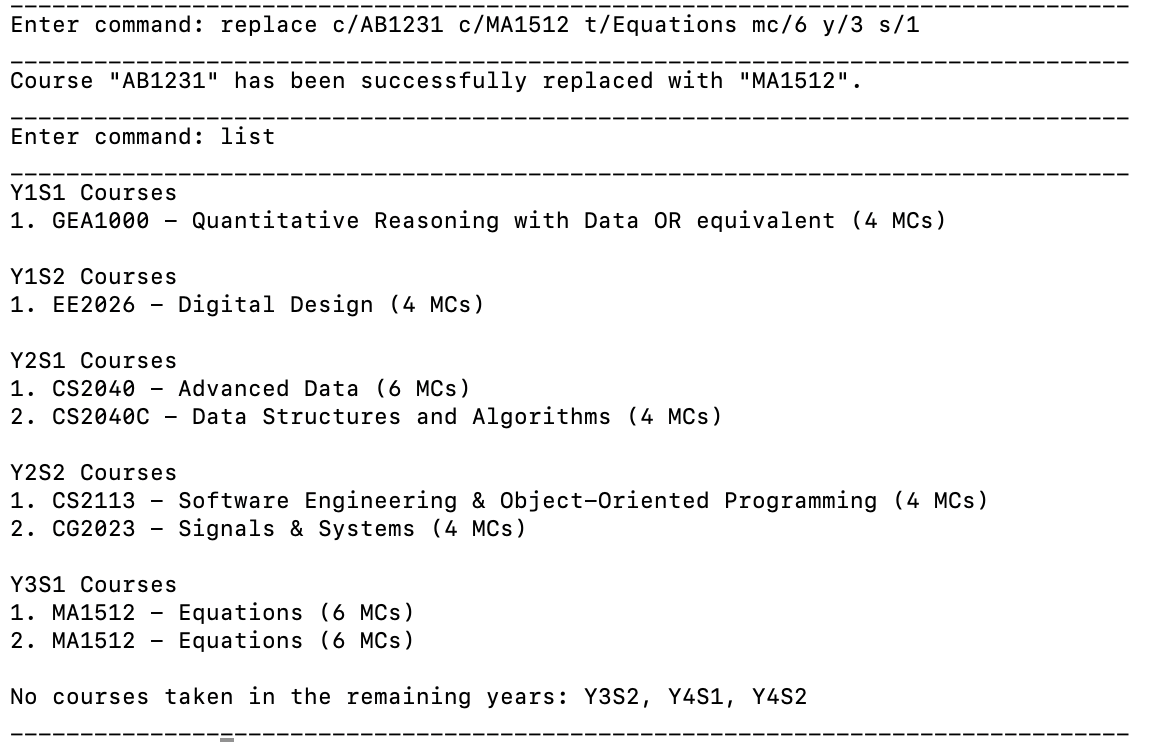 Enter command: replace c/AB1231 c/MA1512 t/Equations mc/6 y/3 s/1
Course "AB1231" has been successfully replaced with "MA1512".
Enter command: list
Y1S1 Courses
1. GEA1000 - Quantitative Reasoning with Data OR equivalent (4 MCs)
Y1S2 Courses
1. EE2026 - Digital Design (4 MCs)
Y2S1 Courses
1. CS2040 - Advanced Data (6 MCs)
2. CS2040C - Data Structures and Algorithms (4 MCs)
Y2S2 Courses
1. CS2113 - Software Engineering & Object-Oriented Programming (4 MCs)
2. CG2023 - Signals & Systems (4 MCs)
Y3S1 Courses
1. MA1512 - Equations (6 MCs)
2. MA1512 - Equations (6 MCs)
No courses taken in the remaining years: Y3S2, Y4S1, Y4S2